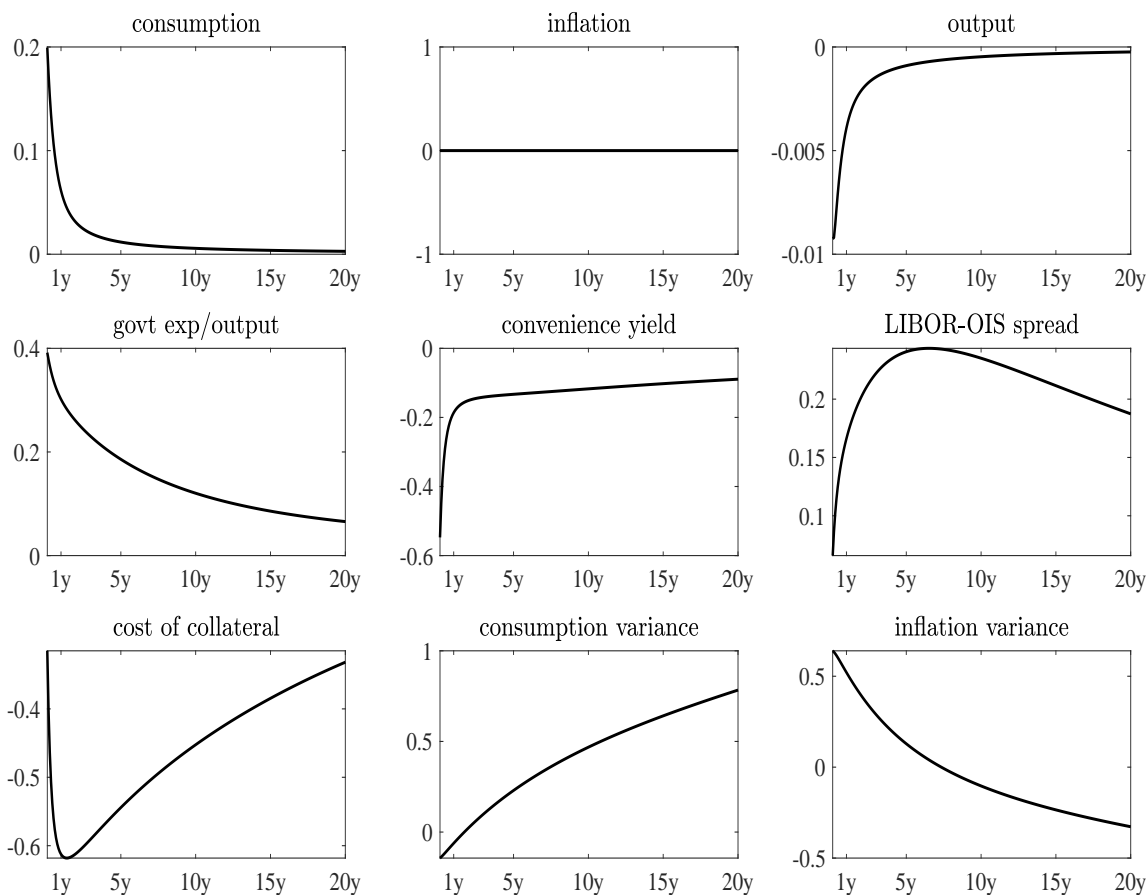 consumption
inflation
output
0.2
0.1
0
1y 5y 10y 15y 20y
1
0
-1
1y 5y 10y 15y 20y
0
-0.005
-0.01
1y 5y 10y 15y 20y
govt exp/output
convenience yield
LIBOR-OIS spread
0.4
0.2
0
1y 5y 10y 15y 20y
0
-0.2
-0.4
-0.6
1y 5y 10y 15y 20y
0.2
0.15
0.1
1y 5y 10y 15y 20y
cost of collateral
consumption variance
inflation variance
-0.4
-0.5
-0.6
1y 5y 10y 15y 20y
1
0.5
0
1y 5y 10y 15y 20y
0.5
0
-0.5
1y 5y 10y 15y 20y